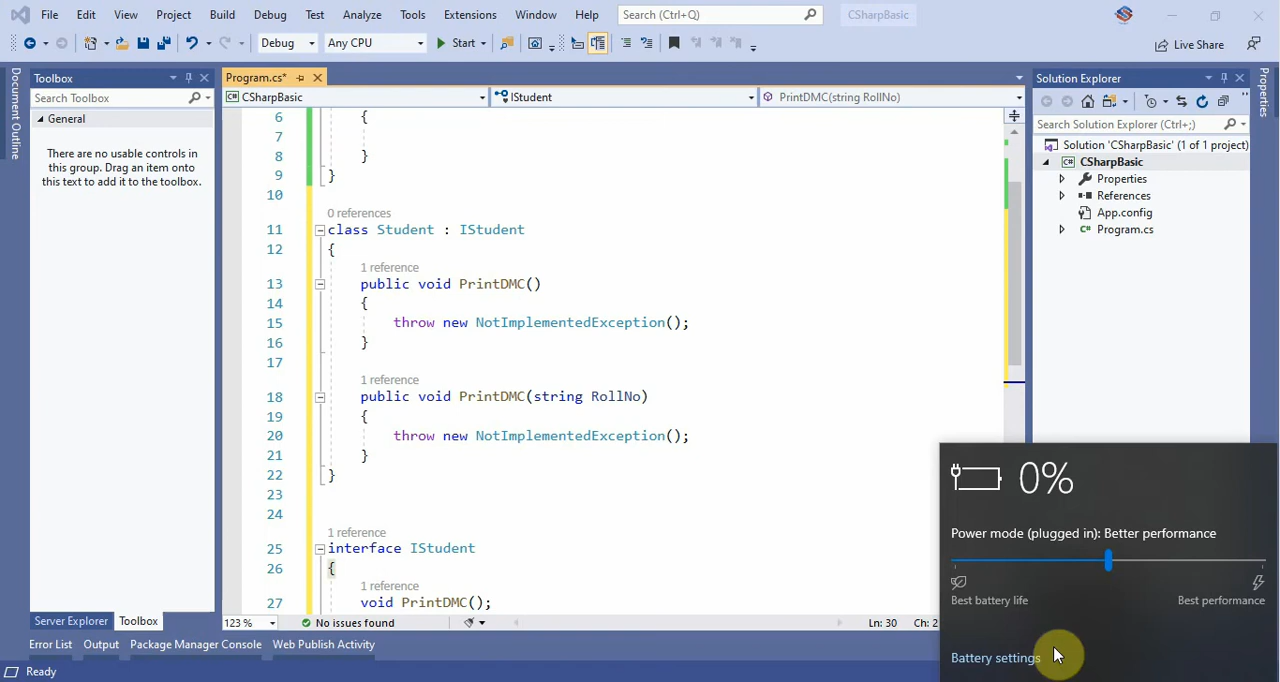 File Edit View Project Build Debug Test Analyze Tools Extensions Window Help Search (Ctrl+Q) CSharpBasic
Debug Any CPU Start Live Share
Document Outline
Toolbox
Search Toolbox
General
There are no usable controls in
this group. Drag an item onto
this text to add it to the toolbox.
Server Explorer Toolbox
Program.cs*
CSharpBasic IStudent PrintDMC(string RollNo)
6 {
7
8 }
9 }
10
0 references
11 class Student : IStudent
12 {
1 reference
13 public void PrintDMC()
14 {
15 throw new NotImplementedException();
16 }
17
1 reference
18 public void PrintDMC(string RollNo)
19 {
20 throw new NotImplementedException();
21 }
22 }
23
24
1 reference
25 interface IStudent
26 {
1 reference
27 void PrintDMC();
123 % No issues found Ln: 30 Ch: 2
Solution Explorer
Search Solution Explorer (Ctrl+;)
Solution 'CSharpBasic' (1 of 1 project)
CSharpBasic
Properties
References
App.config
Program.cs
Properties
0%
Power mode (plugged in): Better performance
Best battery life Best performance
Battery settings
Error List Output Package Manager Console Web Publish Activity
Ready